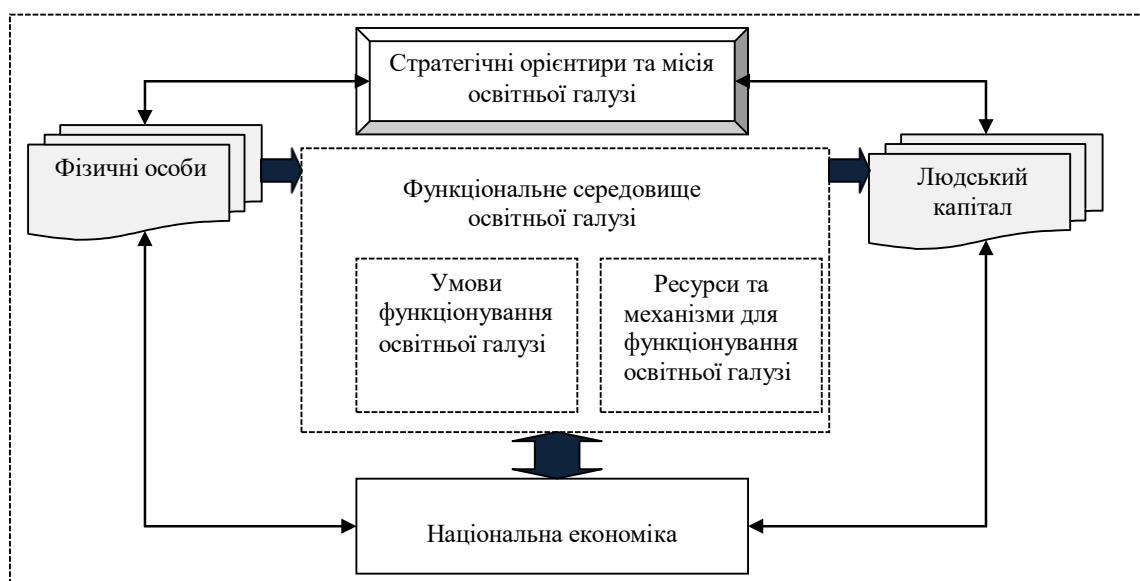 Стратегічні орієнтири та місія
освітньої галузі
Фізичні особи
Функціональне середовище
освітньої галузі
Людський
капітал
Умови
функціонування
освітньої галузі
Ресурси та
механізми для
функціонування
освітньої галузі
Національна економіка